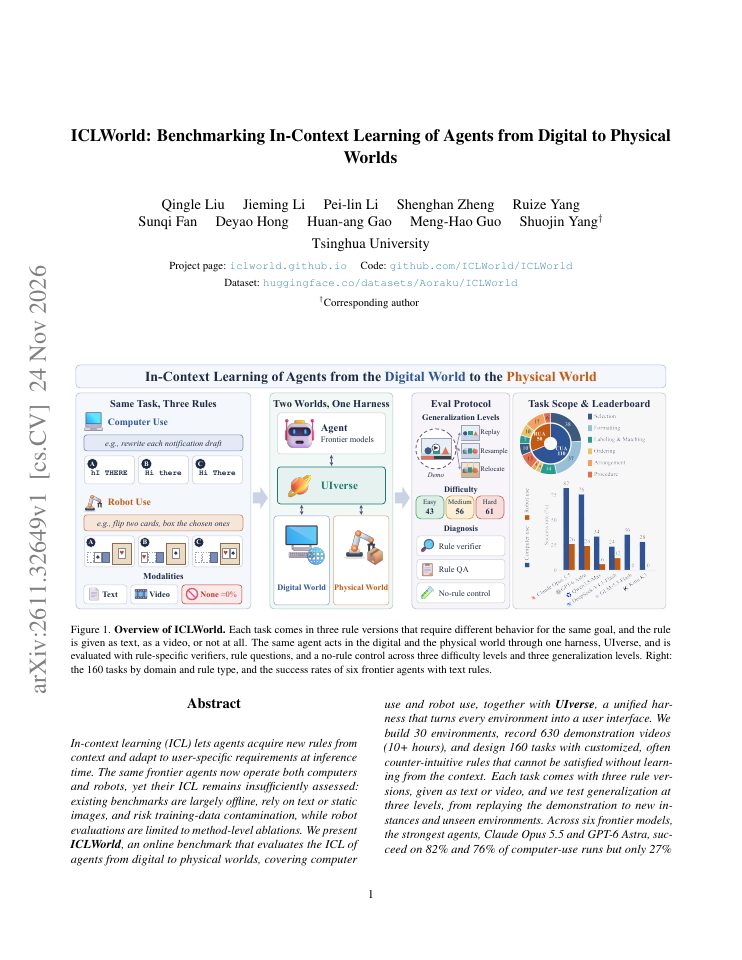 ICLWorld: Benchmarking In-Context Learning of Agents from Digital to Physical
Worlds
Qingle Liu Jieming Li Pei-lin Li Shenghan Zheng Ruize Yang
Sunqi Fan Deyao Hong Huan-ang Gao Meng-Hao Guo Shuojin Yang†
Tsinghua University
Project page: iclworld.github.io Code: github.com/ICLWorld/ICLWorld
Dataset: huggingface.co/datasets/Aoraku/ICLWorld
†Corresponding author
arXiv:2611.32649v1 [cs.CV] 24 Nov 2026
In-Context Learning of Agents from the Digital World to the Physical World
Same Task, Three Rules
Computer Use
e.g., rewrite each notification draft
A B C
hI THERE Hi there Hi There
Robot Use
e.g., flip two cards, box the chosen ones
A B C
Modalities
Text Video None ≈0%
Two Worlds, One Harness
Agent
Frontier models
UIverse
Digital World Physical World
Eval Protocol
Generalization Levels
Replay
Resample
Relocate
Demo
Difficulty
Easy Medium Hard
43 56 61
Diagnosis
Rule verifier
Rule QA
No-rule control
Task Scope & Leaderboard
Selection
Formatting
Labeling & Matching
Ordering
Arrangement
Procedure
RUA
50
CUA
110
Computer use Robot use
Success rate (%)
Figure 1. Overview of ICLWorld. Each task comes in three rule versions that require different behavior for the same goal, and the rule
is given as text, as a video, or not at all. The same agent acts in the digital and the physical world through one harness, UIverse, and is
evaluated with rule-specific verifiers, rule questions, and a no-rule control across three difficulty levels and three generalization levels. Right:
the 160 tasks by domain and rule type, and the success rates of six frontier agents with text rules.
Abstract
In-context learning (ICL) lets agents acquire new rules from
context and adapt to user-specific requirements at inference
time. The same frontier agents now operate both computers
and robots, yet their ICL remains insufficiently assessed:
existing benchmarks are largely offline, rely on text or static
images, and risk training-data contamination, while robot
evaluations are limited to method-level ablations. We present
ICLWorld, an online benchmark that evaluates the ICL of
agents from digital to physical worlds, covering computer
use and robot use, together with UIverse, a unified har-
ness that turns every environment into a user interface. We
build 30 environments, record 630 demonstration videos
(10+ hours), and design 160 tasks with customized, often
counter-intuitive rules that cannot be satisfied without learn-
ing from the context. Each task comes with three rule ver-
sions, given as text or video, and we test generalization at
three levels, from replaying the demonstration to new in-
stances and unseen environments. Across six frontier models,
the strongest agents, Claude Opus 5.5 and GPT-6 Astra, suc-
ceed on 82% and 76% of computer-use runs but only 27%
1